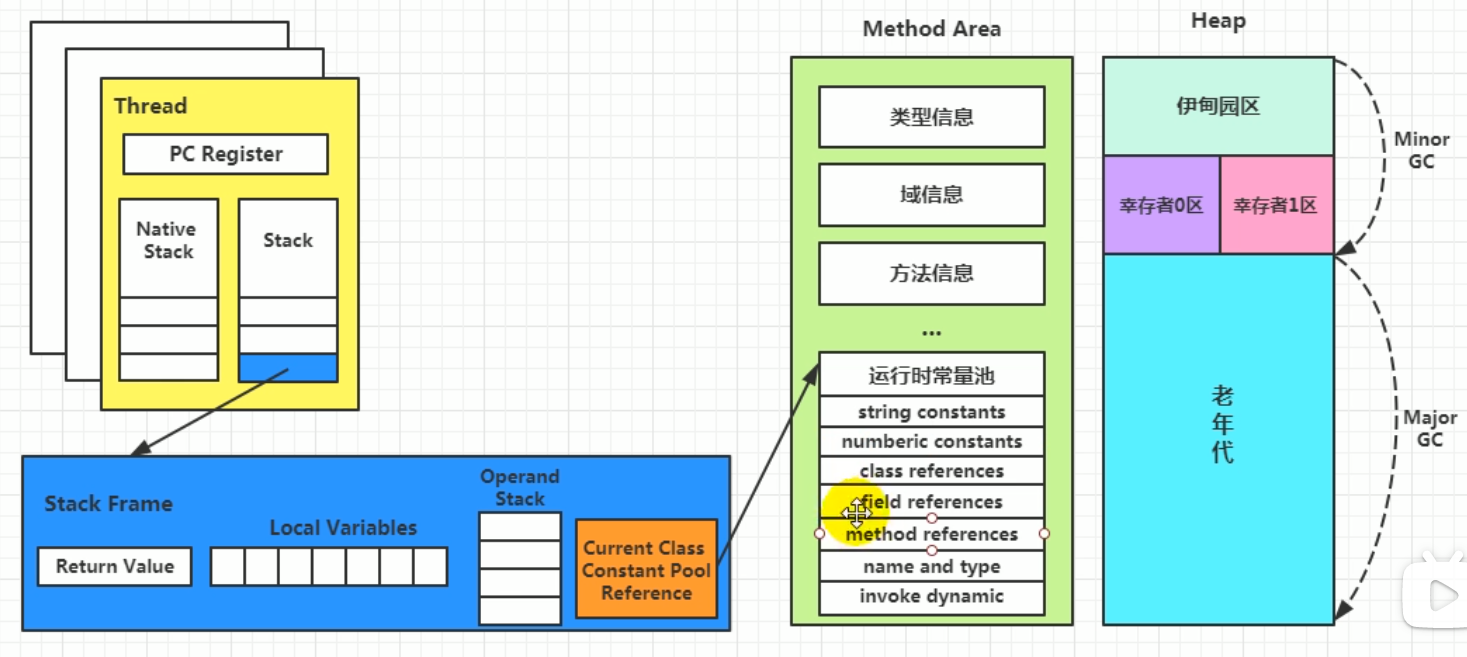 Thread
PC Register
Native
Stack
Stack
Stack Frame
Return Value
Local Variables
Operand
Stack
Current Class
Constant Pool
Reference
Method Area
类型信息
域信息
方法信息
...
运行时常量池
string constants
numberic constants
class references
field references
method references
name and type
invoke dynamic
Heap
伊甸园区
幸存者0区
幸存者1区
老
年
代
Minor
GC
Major
GC